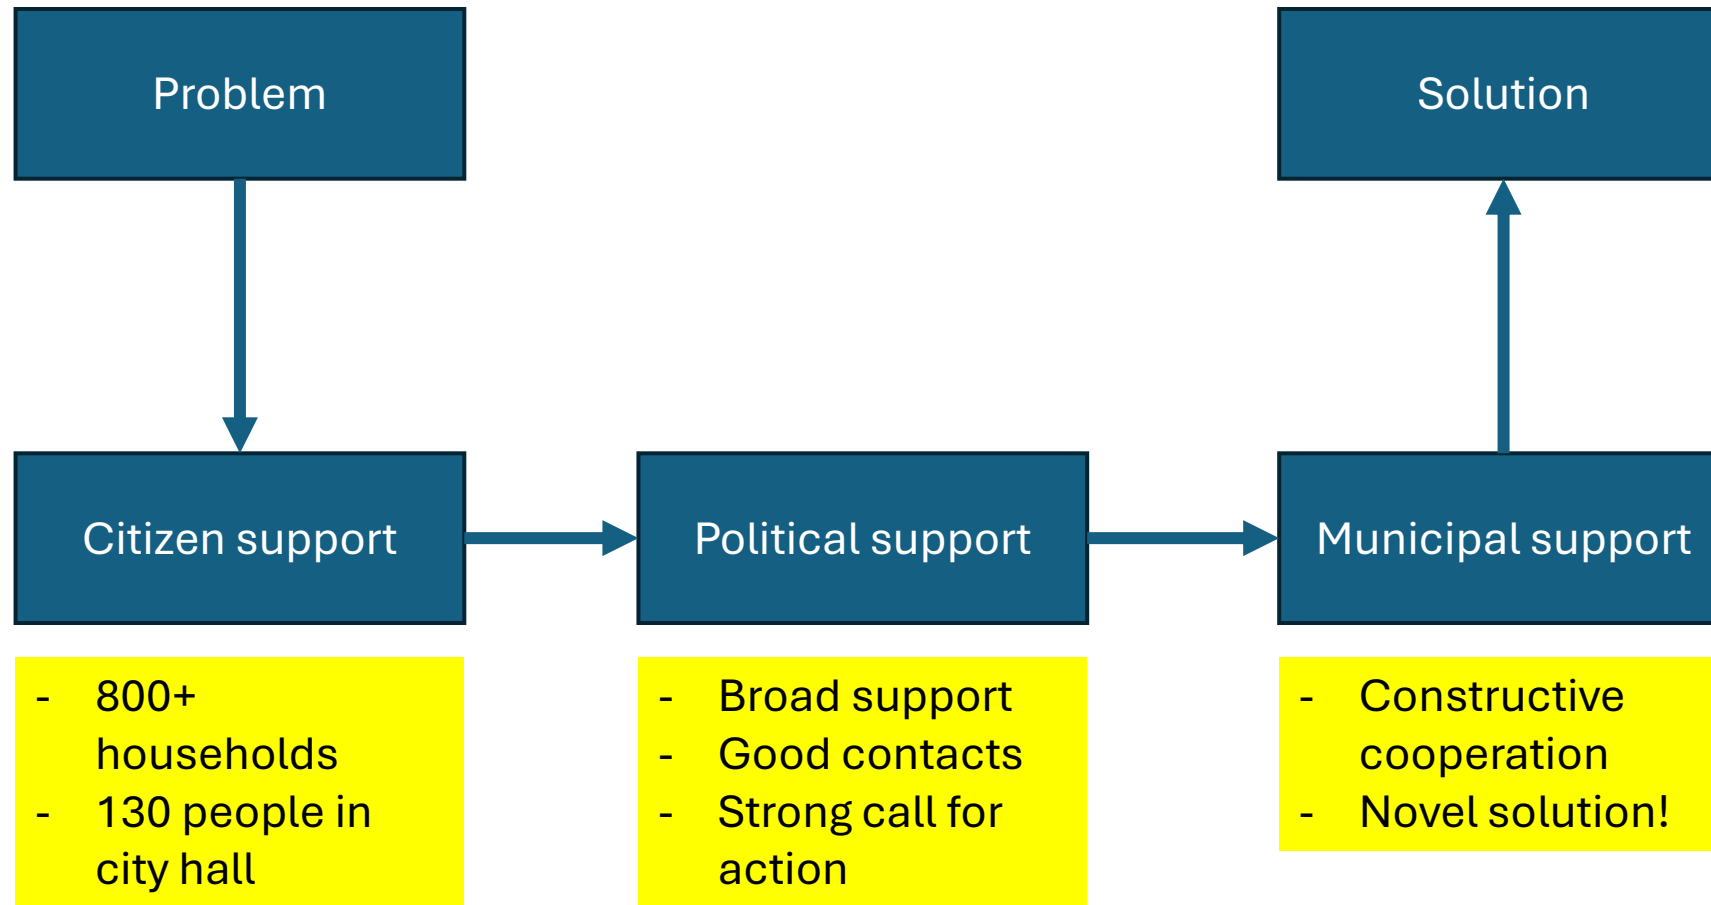 Problem
Solution
Citizen support
Political support
Municipal support
- 800+
households
- 130 people in
city hall
- Broad support
- Good contacts
- Strong call for
action
- Constructive
cooperation
- Novel solution!